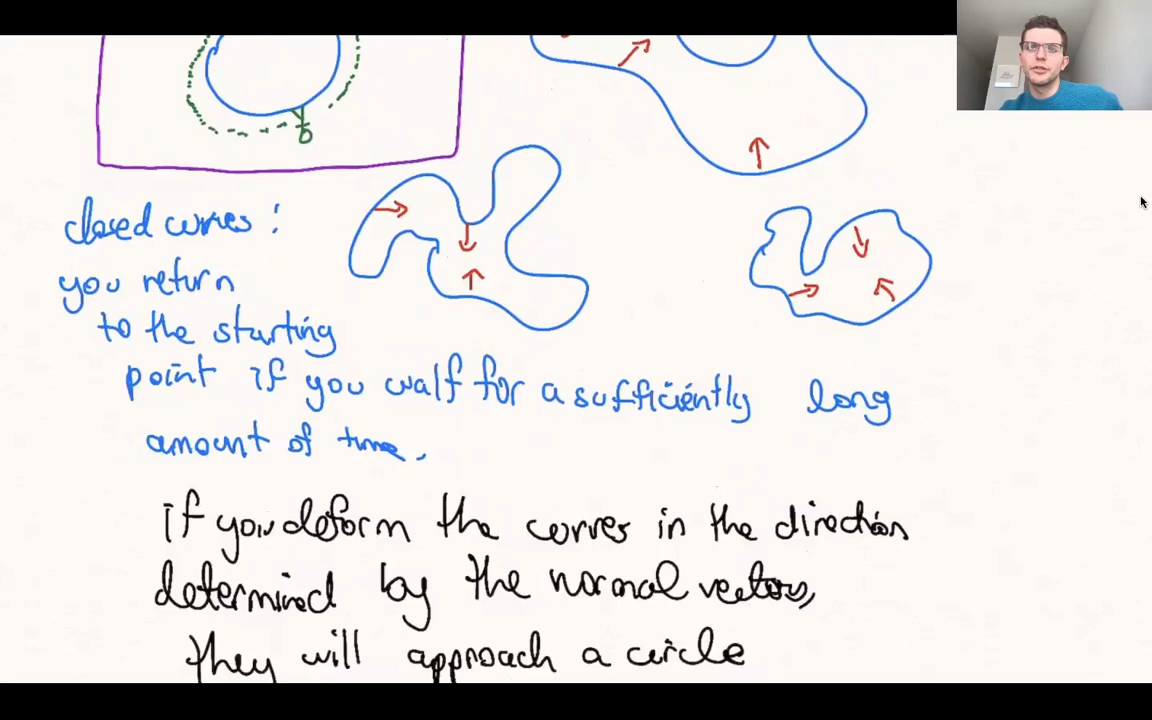 closed curves :
you return
to the starting
point if you walf for a sufficiently long
amount of time.
if you deform the curves in the direction
determined by the normal vectors,
they will approach a circle